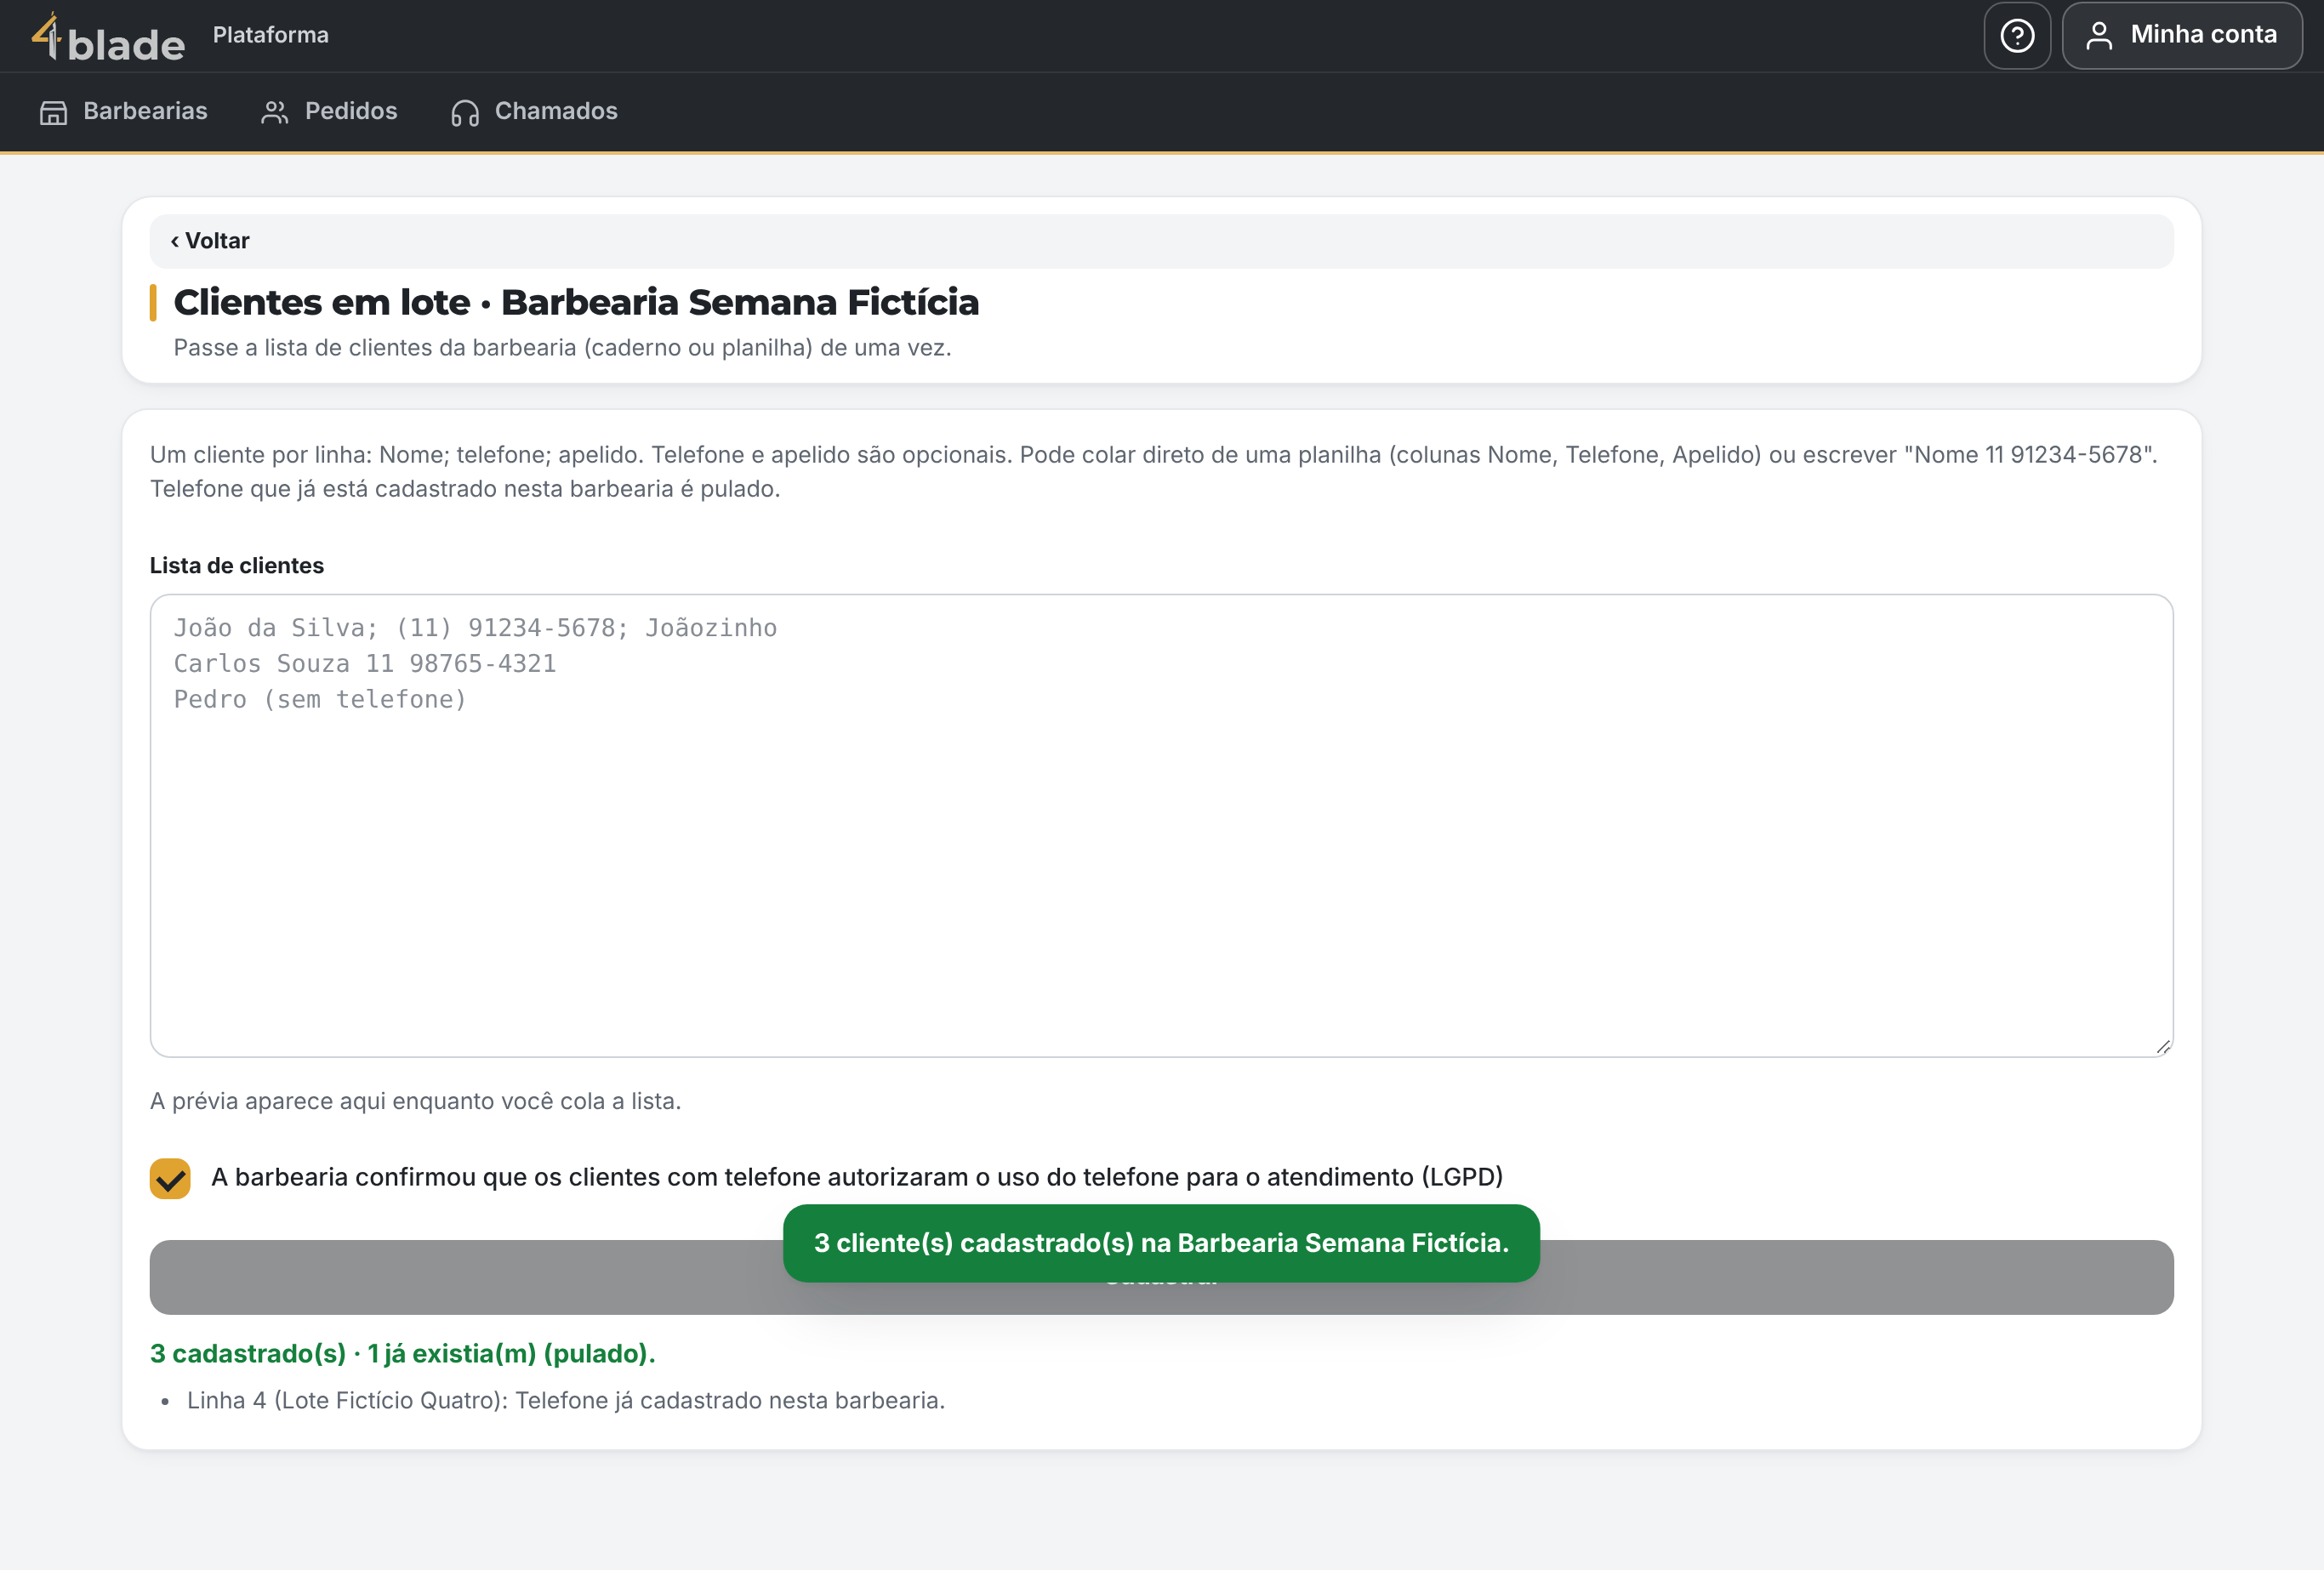 4blade Plataforma Minha conta
Barbearias Pedidos Chamados
‹ Voltar
Clientes em lote • Barbearia Semana Fictícia
Passe a lista de clientes da barbearia (caderno ou planilha) de uma vez.
Um cliente por linha: Nome; telefone; apelido. Telefone e apelido são opcionais. Pode colar direto de uma planilha (colunas Nome, Telefone, Apelido) ou escrever "Nome 11 91234-5678".
Telefone que já está cadastrado nesta barbearia é pulado.
Lista de clientes
João da Silva; (11) 91234-5678; Joãozinho
Carlos Souza 11 98765-4321
Pedro (sem telefone)
A prévia aparece aqui enquanto você cola a lista.
A barbearia confirmou que os clientes com telefone autorizaram o uso do telefone para o atendimento (LGPD)
3 cliente(s) cadastrado(s) na Barbearia Semana Fictícia.
3 cadastrado(s) · 1 já existia(m) (pulado).
• Linha 4 (Lote Fictício Quatro): Telefone já cadastrado nesta barbearia.